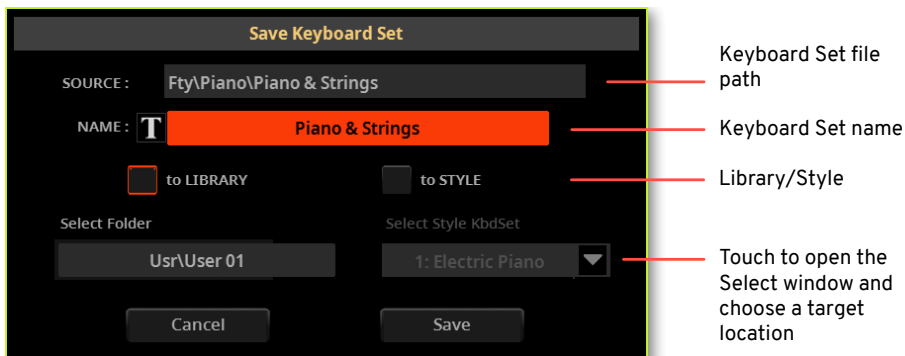 Save Keyboard Set
SOURCE :
Fty\Piano\Piano & Strings
Keyboard Set file
path
NAME :
T
Piano & Strings
Keyboard Set name
to LIBRARY
to STYLE
Library/Style
Select Folder
Select Style KbdSet
Usr\User 01
1: Electric Piano
Touch to open the
Select window and
choose a target
location
Cancel
Save